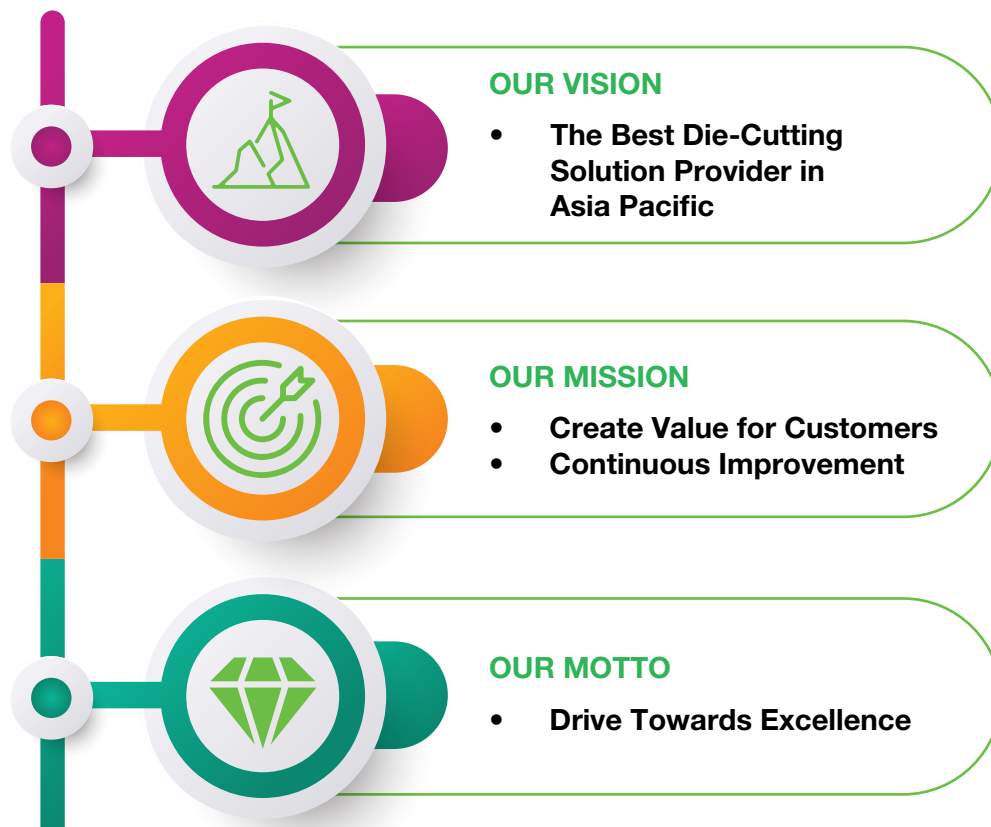 OUR VISION
• The Best Die-Cutting
Solution Provider in
Asia Pacific
OUR MISSION
• Create Value for Customers
• Continuous Improvement
OUR MOTTO
• Drive Towards Excellence